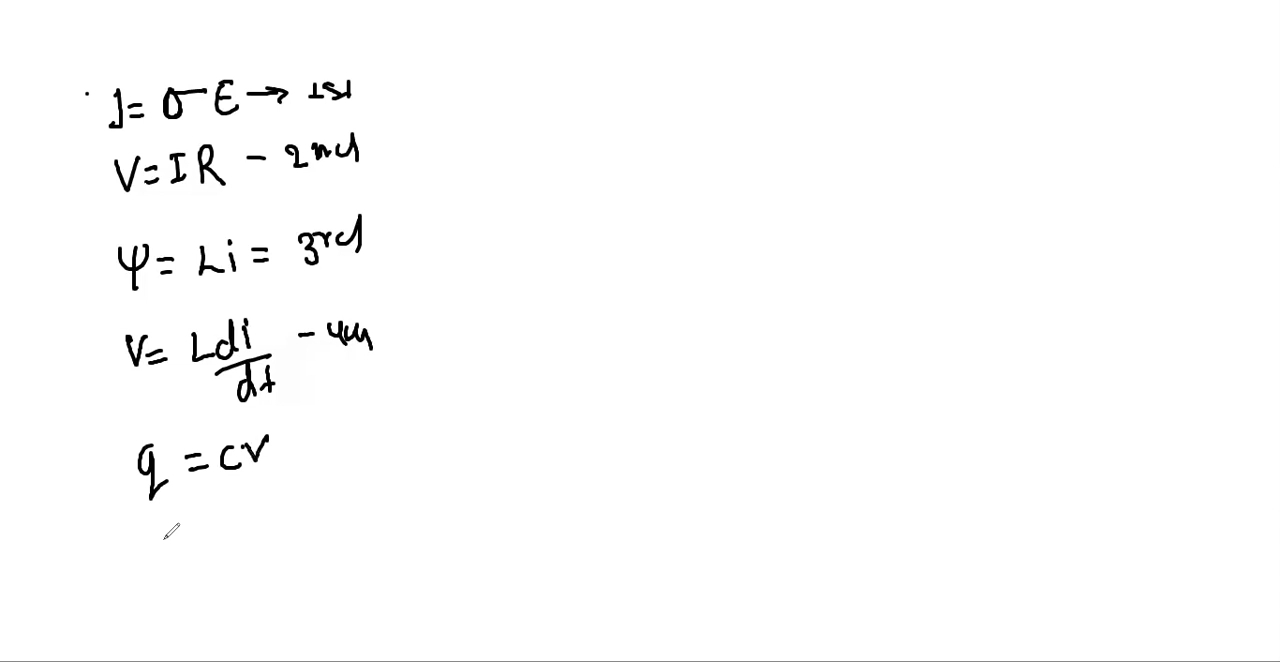 J = σE → 1st
V = IR - 2nd
ψ = Li = 3rd
V = L di/dt - 4th
q = CV